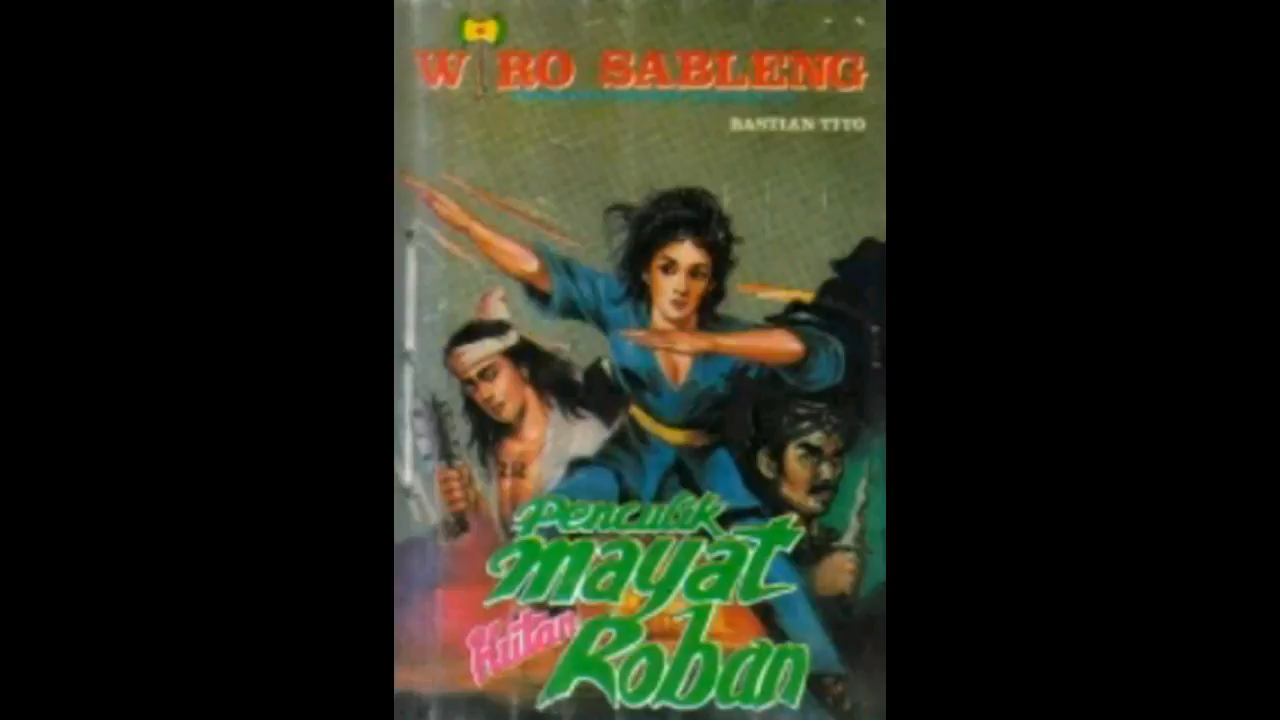 WIRO SABLENG
BASTIAN TITO
Penculik
mayat
Hutan Roban